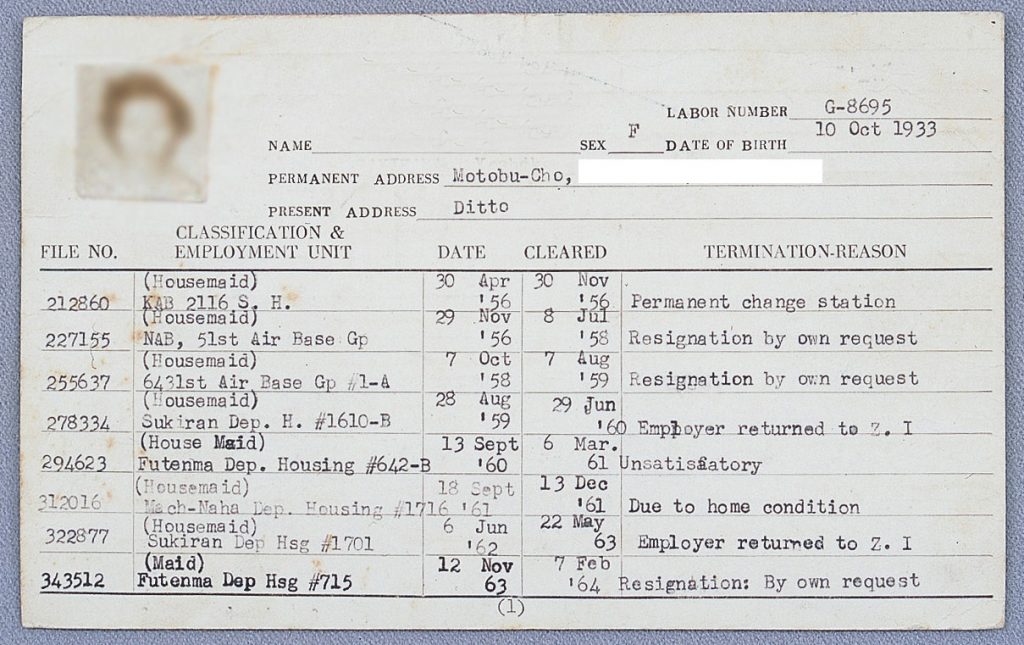 LABOR NUMBER G-8695
NAME SEX F DATE OF BIRTH 10 Oct 1933
PERMANENT ADDRESS Motobu-Cho,
PRESENT ADDRESS Ditto
FILE NO. CLASSIFICATION & EMPLOYMENT UNIT DATE CLEARED TERMINATION-REASON
(Housemaid) 30 Apr 30 Nov
212860 KAB 2116 S. H. '56 '56 Permanent change station
(Housemaid) 29 Nov 8 Jul
227155 NAB, 51st Air Base Gp '56 '58 Resignation by own request
(Housemaid) 7 Oct 7 Aug
255637 6431st Air Base Gp #1-A '58 '59 Resignation by own request
(Housemaid) 28 Aug 29 Jun
278334 Sukiran Dep. H. #1610-B '59 '60 Employer returned to Z. I
(House Maid) 13 Sept 6 Mar.
294623 Futenma Dep. Housing #642-B '60 61 Unsatisfatory
(Housemaid) 18 Sept 13 Dec
312016 Mach-Naha Dep. Housing #1716 '61 '61 Due to home condition
(Housemaid) 6 Jun 22 May
322877 Sukiran Dep Hsg #1701 '62 63 Employer returned to Z. I
(Maid) 12 Nov 7 Feb
343512 Futenma Dep Hsg #715 63 '64 Resignation: By own request
(1)